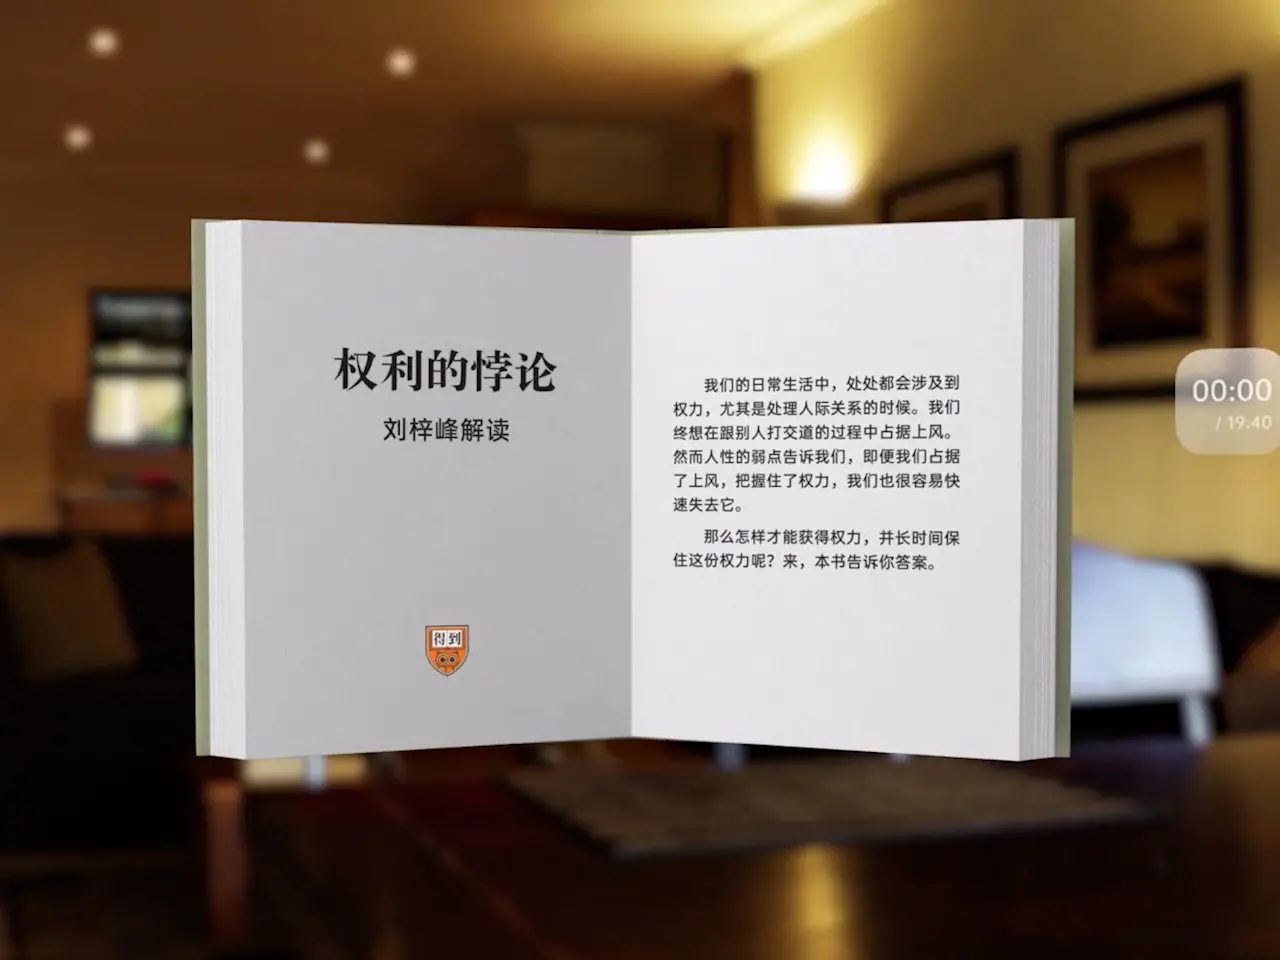 权利的悖论
刘梓峰解读
得到
我们的日常生活中，处处都会涉及到
权力，尤其是处理人际关系的时候。我们
终想在跟别人打交道的过程中占据上风。
然而人性的弱点告诉我们，即便我们占据
了上风，把握住了权力，我们也很容易快
速失去它。
那么怎样才能获得权力，并长时间保
住这份权力呢？来，本书告诉你答案。
00:00
/ 19:40